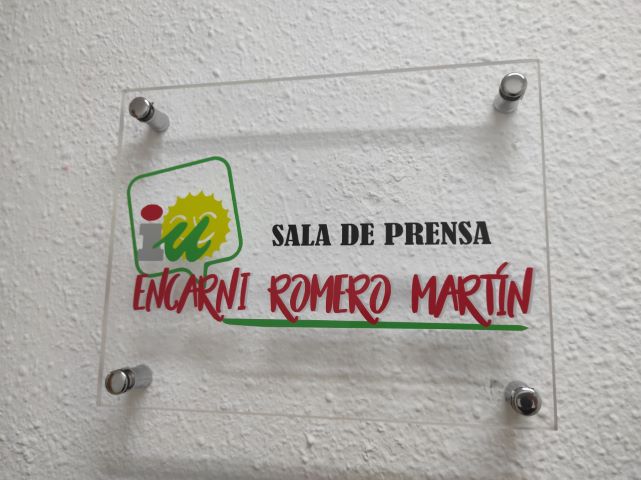 iu
SALA DE PRENSA
ENCARNI ROMERO MARTÍN